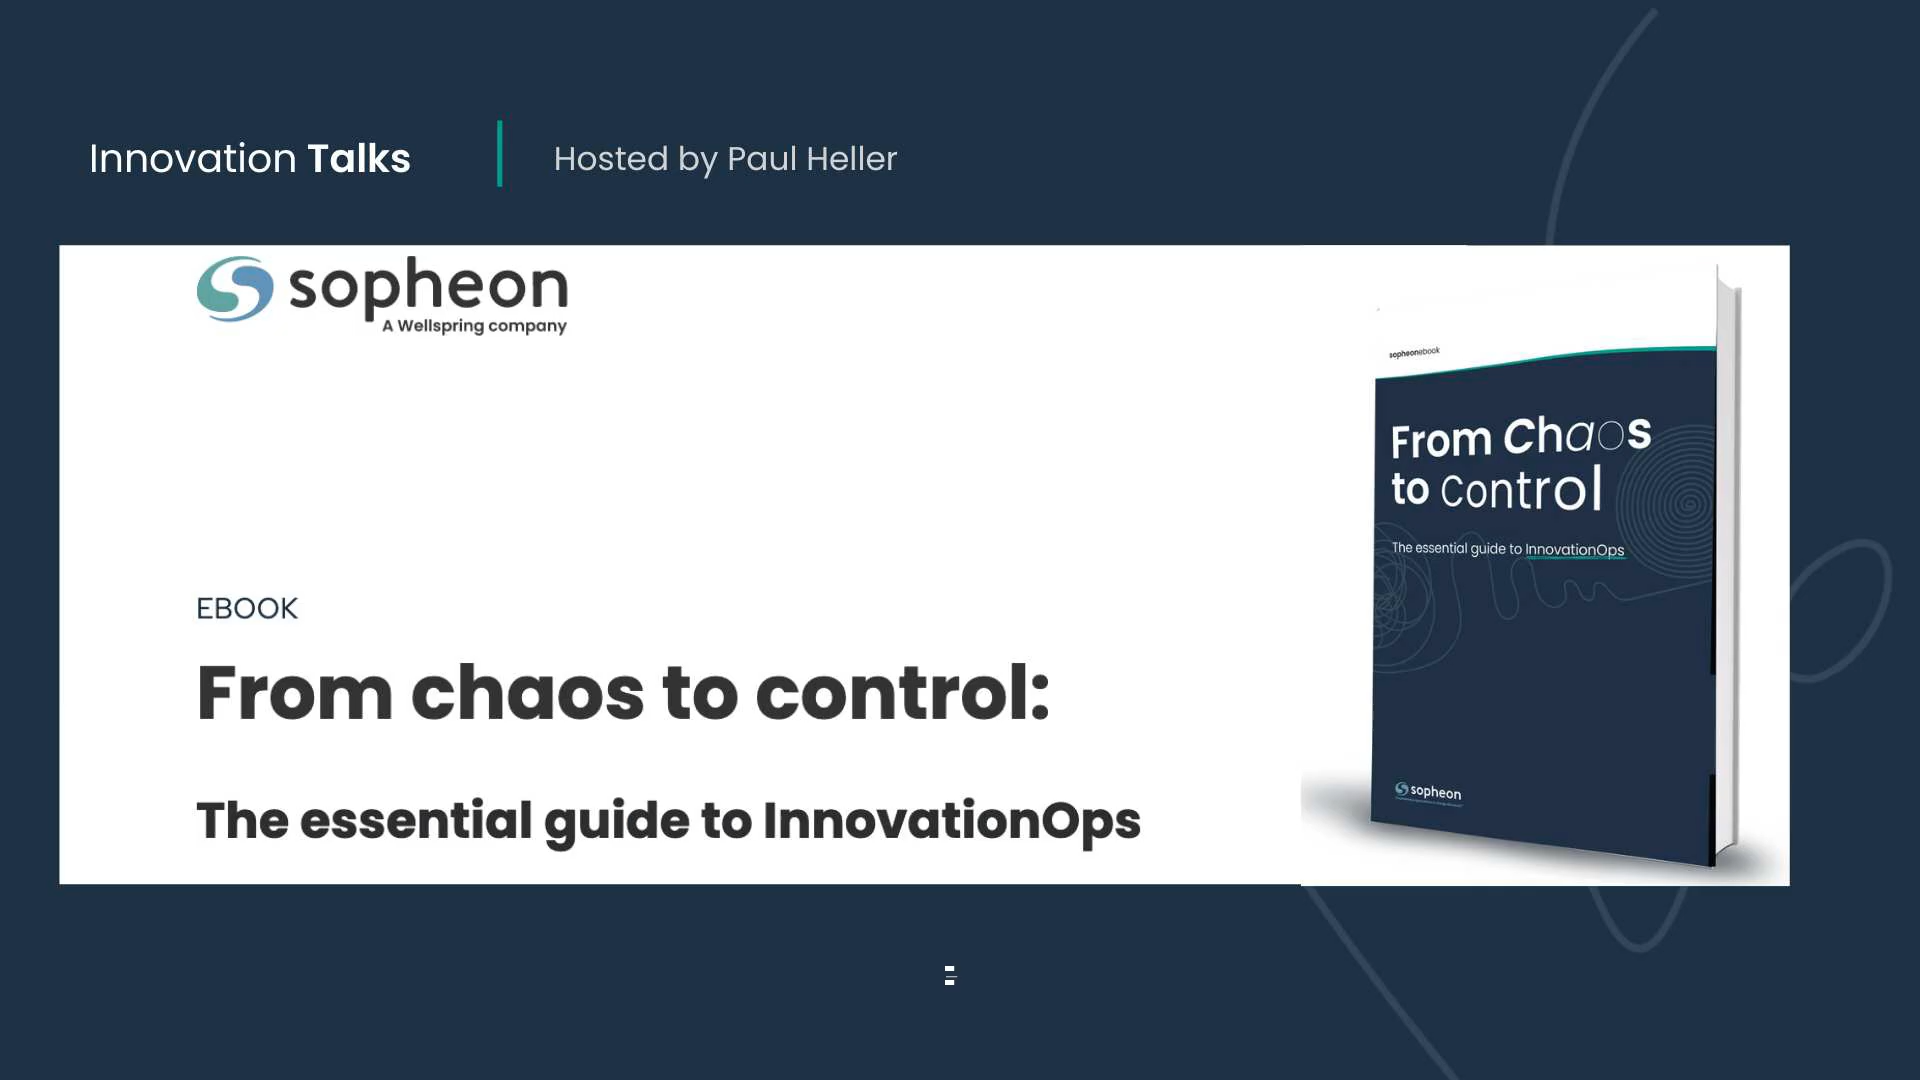 Innovation Talks
Hosted by Paul Heller
sopheon
A Wellspring company
EBOOK
From chaos to control:
The essential guide to InnovationOps
sopheonebook
From Chaos
to Control
The essential guide to InnovationOps
sopheon